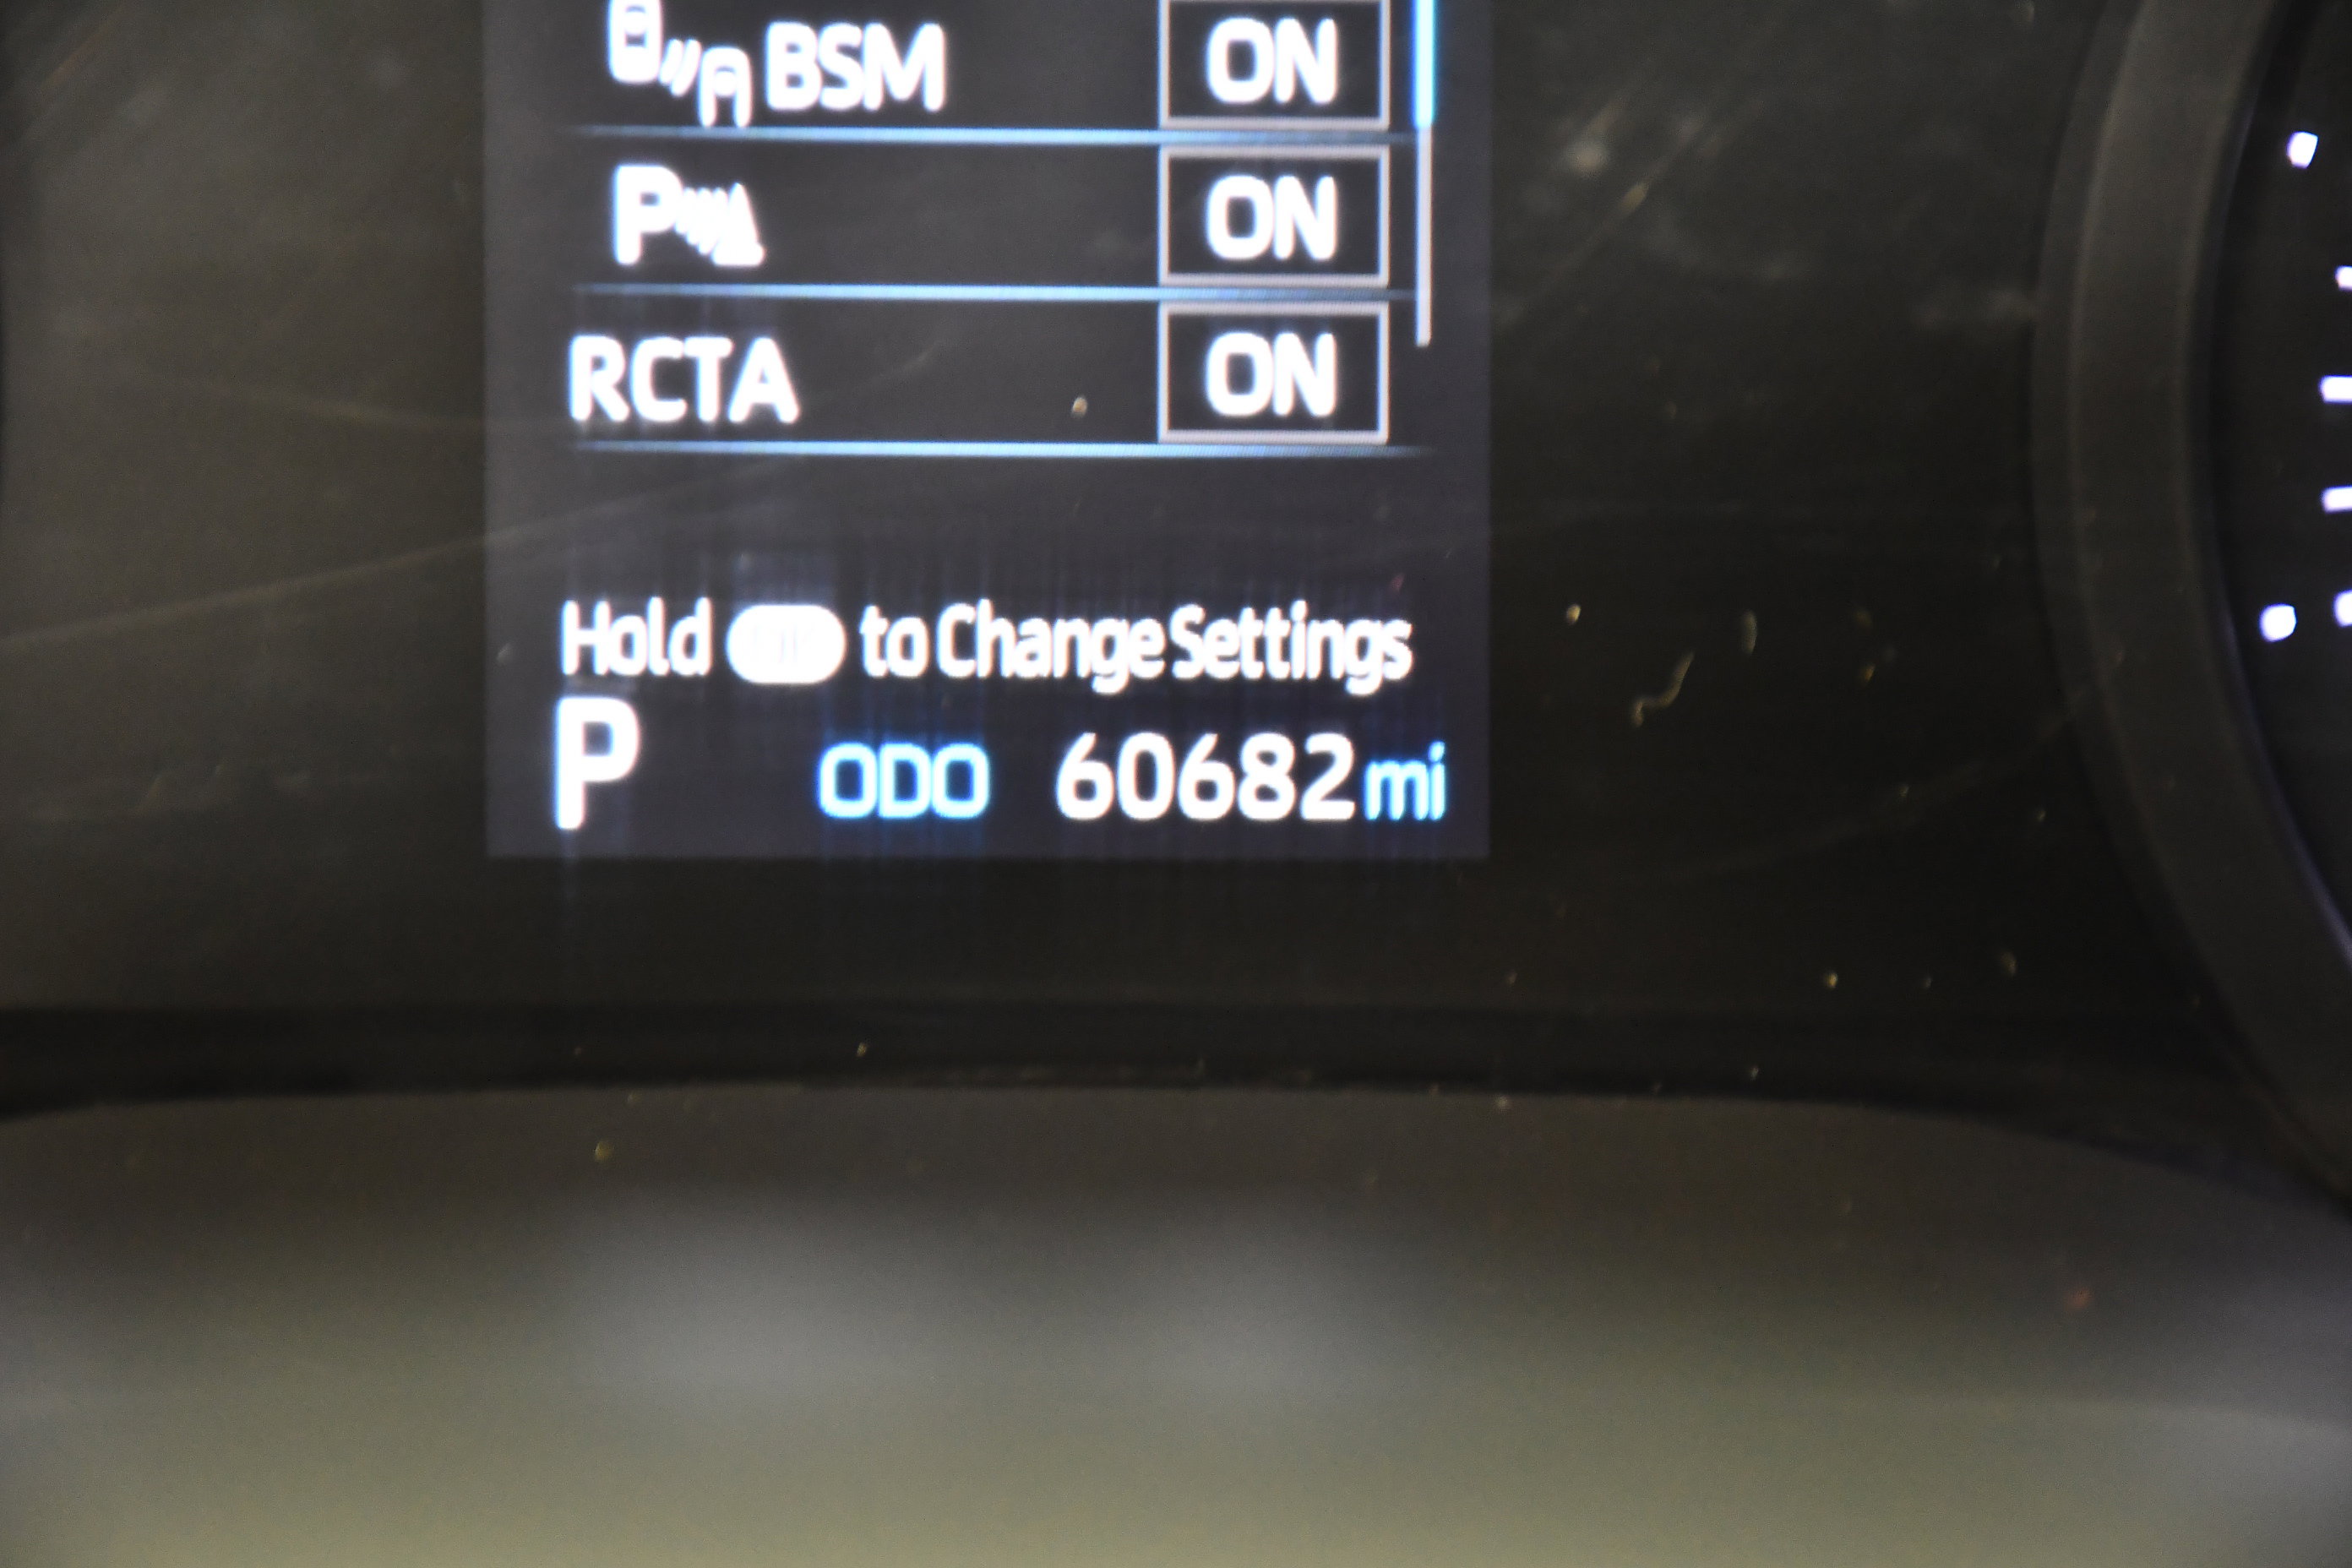 BSM ON
P ON
RCTA ON
Hold to Change Settings
P ODO 60682 mi